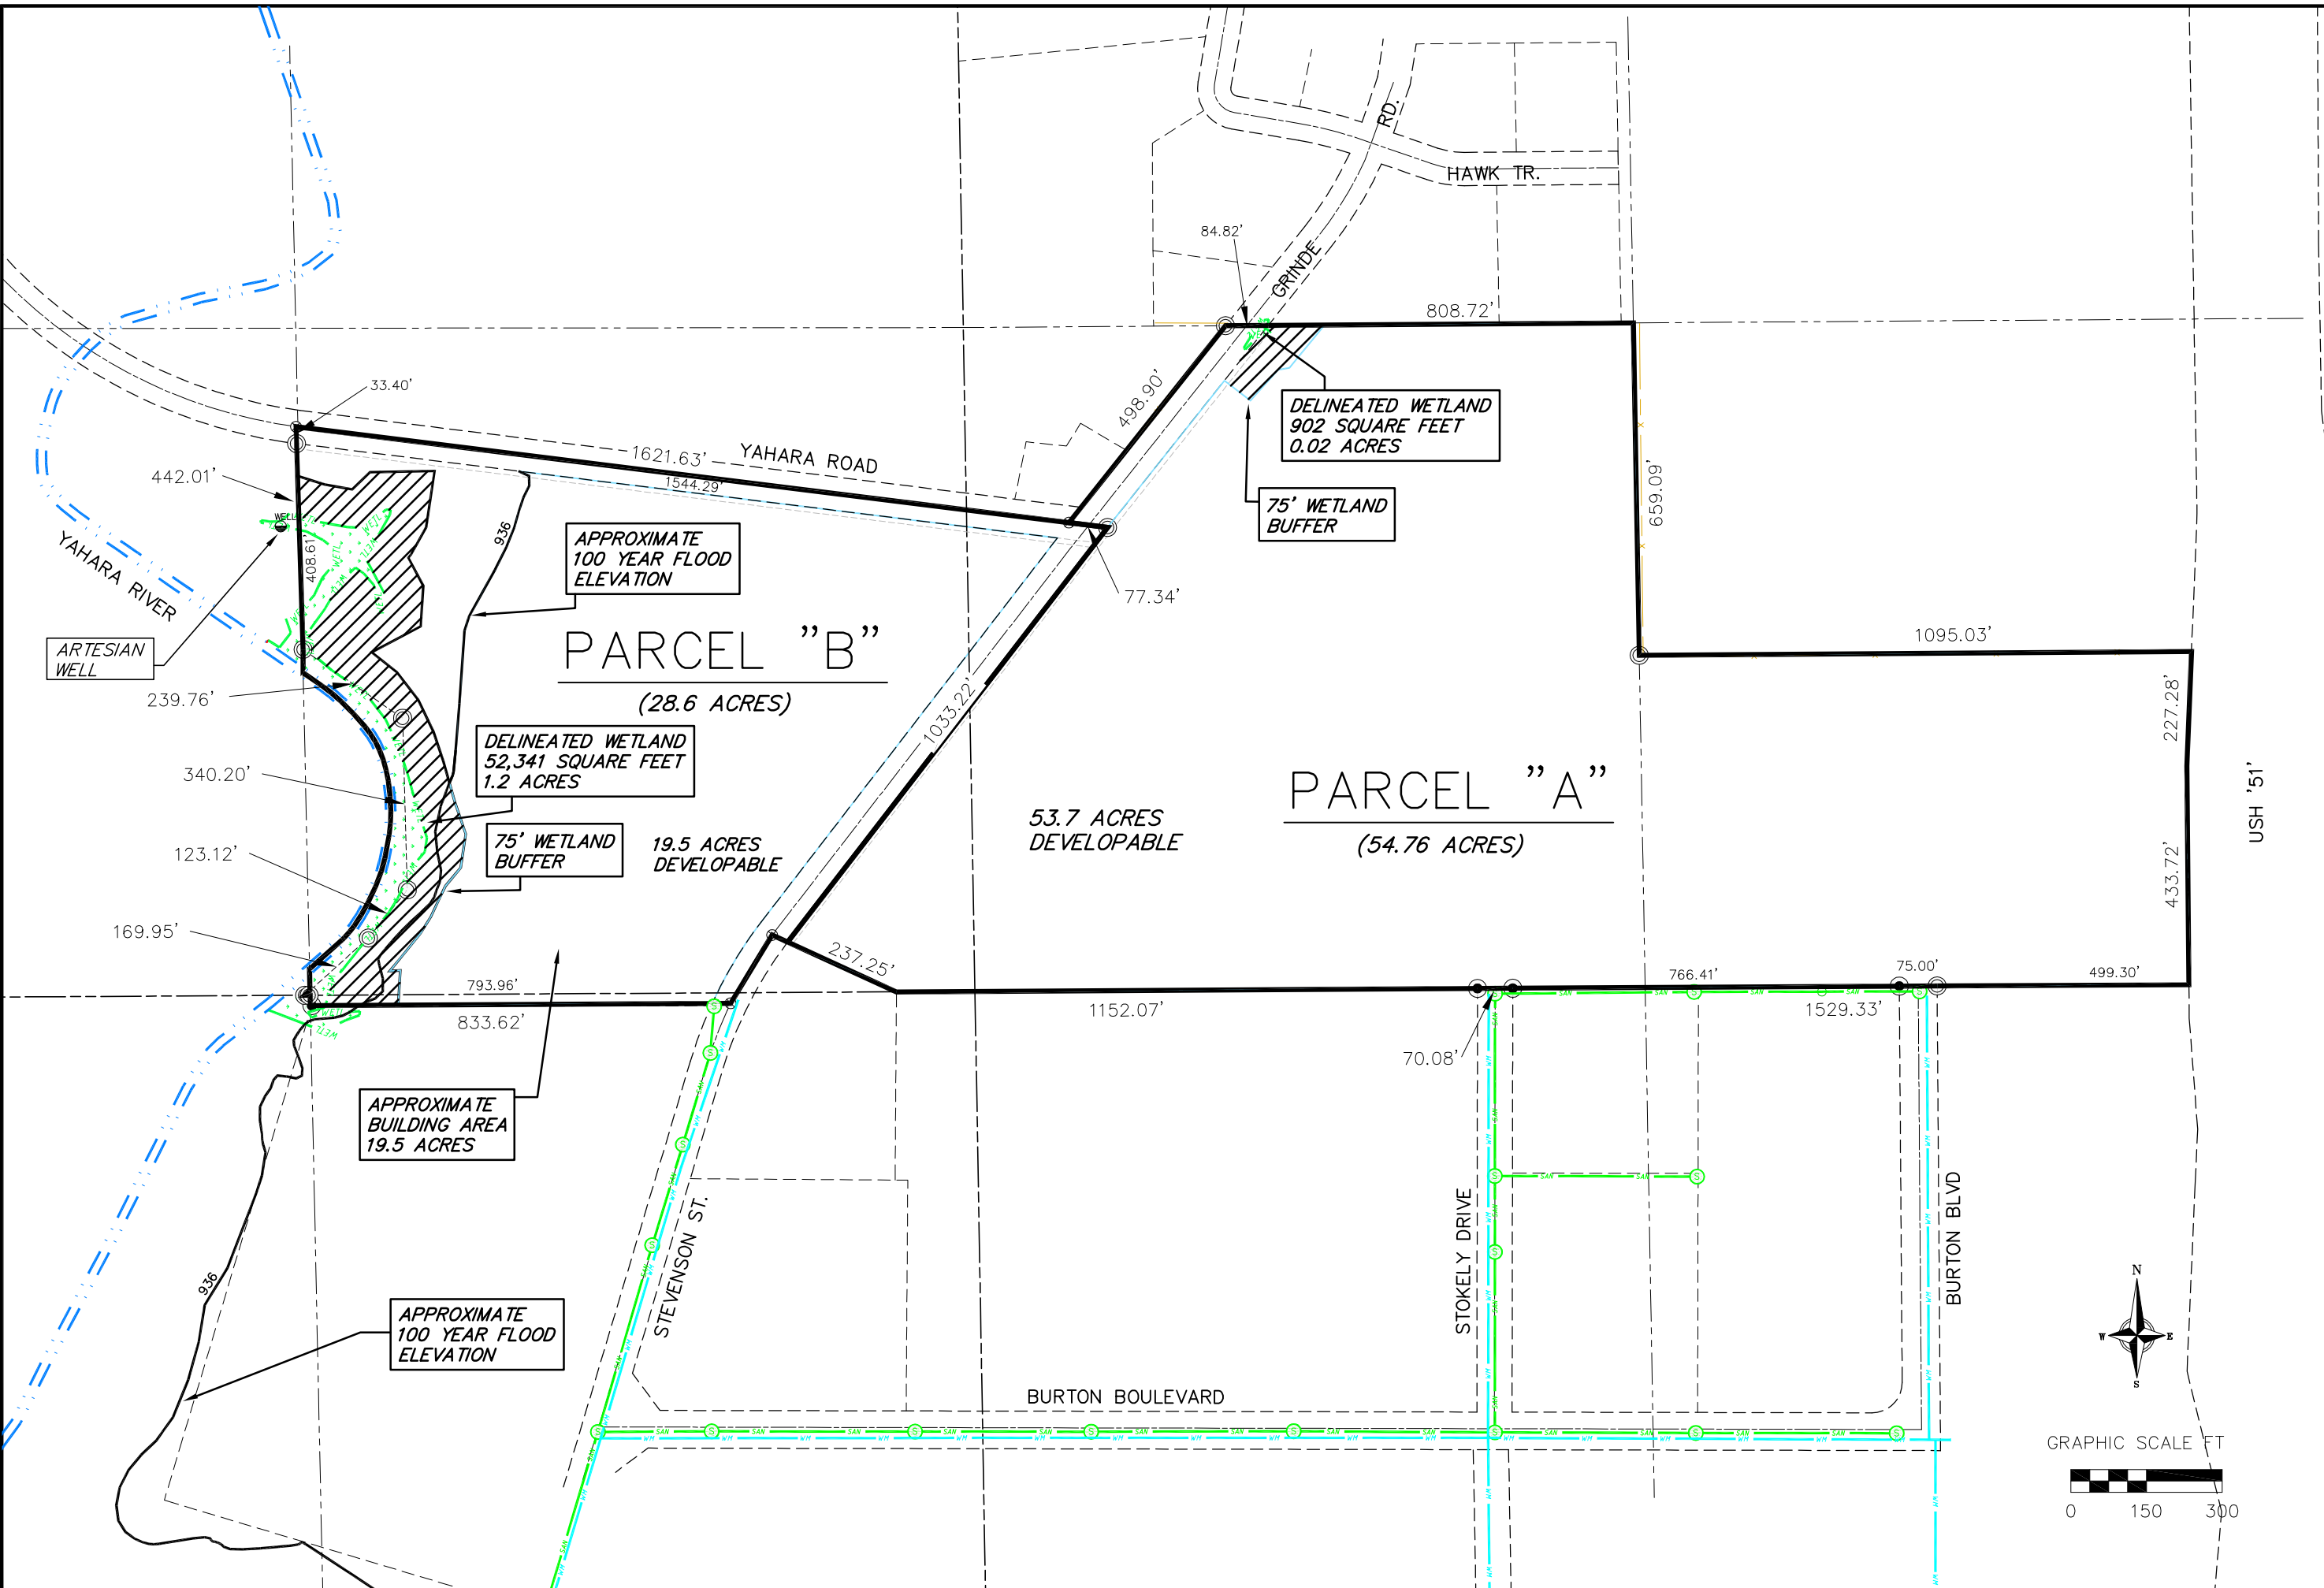 RD.
HAWK TR.
84.82'
GRINDE
808.72'
33.40'
498.90'
DELINEATED WETLAND
902 SQUARE FEET
0.02 ACRES
1621.63'
YAHARA ROAD
442.01'
1544.29'
659.09'
75' WETLAND
BUFFER
WELL
936
APPROXIMATE
100 YEAR FLOOD
ELEVATION
408.61'
YAHARA RIVER
77.34'
ARTESIAN
WELL
PARCEL "B"
(28.6 ACRES)
1095.03'
239.76'
1033.22'
227.28'
DELINEATED WETLAND
52,341 SQUARE FEET
1.2 ACRES
340.20'
PARCEL "A"
(54.76 ACRES)
USH '51'
53.7 ACRES
DEVELOPABLE
75' WETLAND
BUFFER
19.5 ACRES
DEVELOPABLE
123.12'
433.72'
169.95'
237.25'
793.96'
766.41'
75.00'
499.30'
833.62'
1152.07'
1529.33'
70.08'
APPROXIMATE
BUILDING AREA
19.5 ACRES
STEVENSON ST.
STOKELY DRIVE
BURTON BLVD
936
APPROXIMATE
100 YEAR FLOOD
ELEVATION
N
W E
S
BURTON BOULEVARD
GRAPHIC SCALE FT
0 150 300
WETL
SAN
WM
S